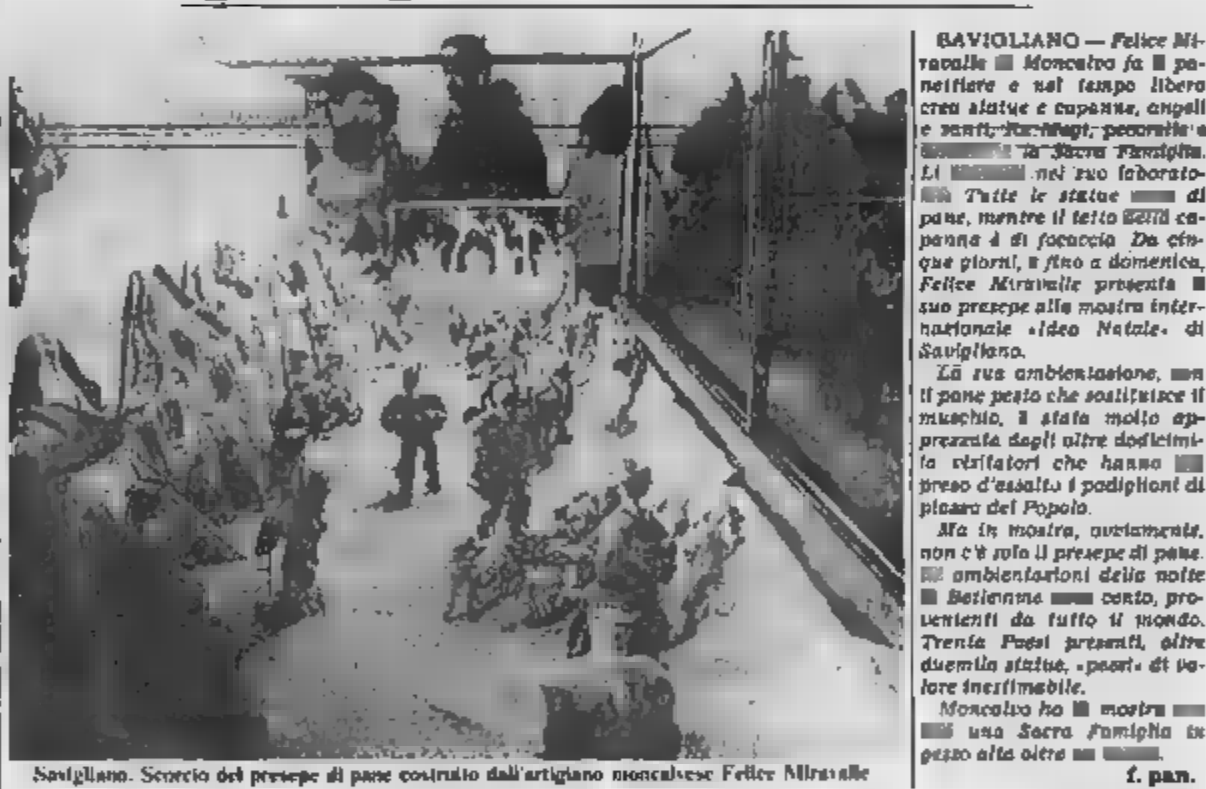 SAVIGLIANO — Felice Mi-
ravalle Moncalvo fa pa-
nettiere e nel tempo libero
crea statue e capanne, angeli
e santi, Re Magi, pecorelle e
la Sacra Famiglia.
Li nel suo laborato-
Tutte le statue di
pane, mentre il tetto della ca-
panna è di focaccia. Da cin-
que giorni, e fino a domenica,
Felice Miravalle presenta
suo presepe alla mostra inter-
nazionale «Idea Natale» di
Savigliano.
La sua ambientazione,
il pane pesto che sostituisce il
muschio, è stata molto ap-
prezzata dagli oltre dodicimi-
la visitatori che hanno
preso d'assalto i padiglioni di
piazza del Popolo.
Ma in mostra, ovviamente,
non c'è solo il presepe di pane.
ambientazioni della notte
Betlemme cento, pro-
venienti da tutto il mondo.
Trenta Paesi presenti, oltre
duemila statue, «pezzi» di va-
lore inestimabile.
Moncalvo ha mostra
una Sacra Famiglia in
gesso alta oltre
f. pan.
Savigliano. Scorcio del presepe di pane costruito dall'artigiano moncalvese Felice Miravalle